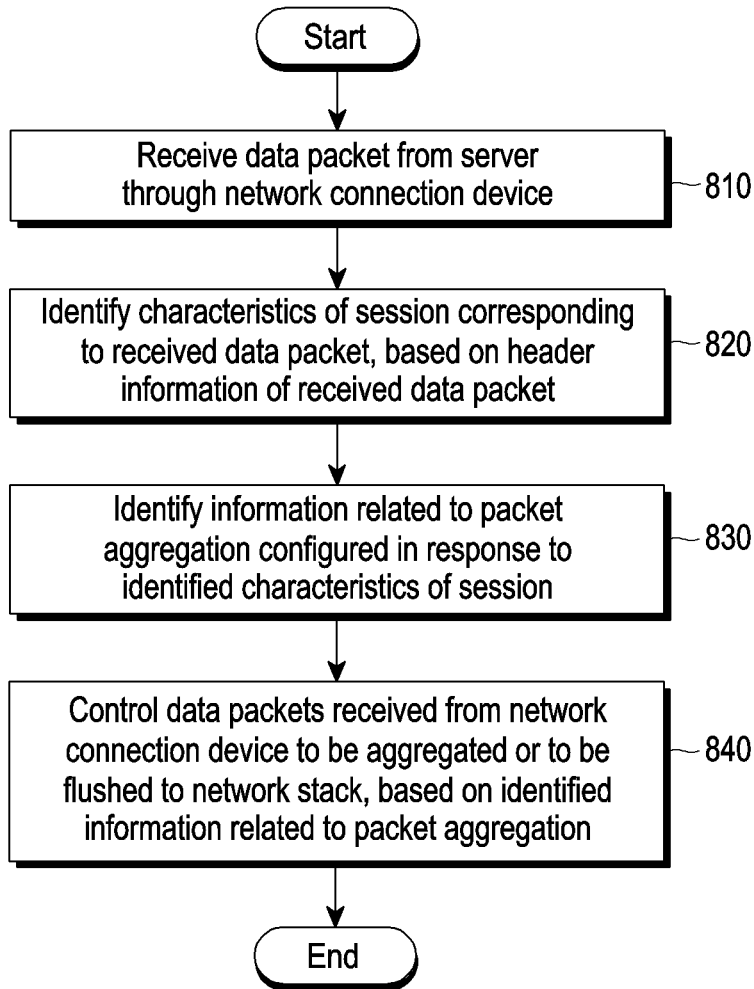 Start
Receive data packet from server
through network connection device
810
Identify characteristics of session corresponding
to received data packet, based on header
information of received data packet
820
Identify information related to packet
aggregation configured in response to
identified characteristics of session
830
Control data packets received from network
connection device to be aggregated or to be
flushed to network stack, based on identified
information related to packet aggregation
840
End